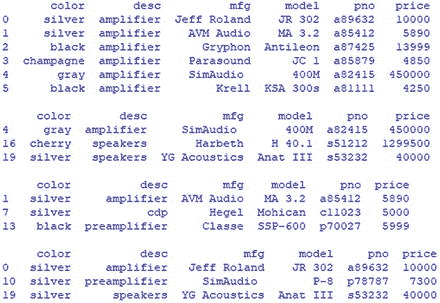 color desc mfg model pno price
0 silver amplifier Jeff Roland JR 302 a89632 10000
1 silver amplifier AVM Audio MA 3.2 a85412 5890
2 black amplifier Gryphon Antileon a87425 13999
3 champagne amplifier Parasound JC 1 a85879 4850
4 gray amplifier SimAudio 400M a82415 450000
5 black amplifier Krell KSA 300s a81111 4250
color desc mfg model pno price
4 gray amplifier SimAudio 400M a82415 450000
16 cherry speakers Harbeth H 40.1 s51212 1299500
19 silver speakers YG Acoustics Anat III s53232 40000
color desc mfg model pno price
1 silver amplifier AVM Audio MA 3.2 a85412 5890
7 silver cdp Hegel Mohican c11023 5000
13 black preamplifier Classe SSP-600 p70027 5999
color desc mfg model pno price
0 silver amplifier Jeff Roland JR 302 a89632 10000
10 silver preamplifier SimAudio P-8 p78787 7300
19 silver speakers YG Acoustics Anat III s53232 40000